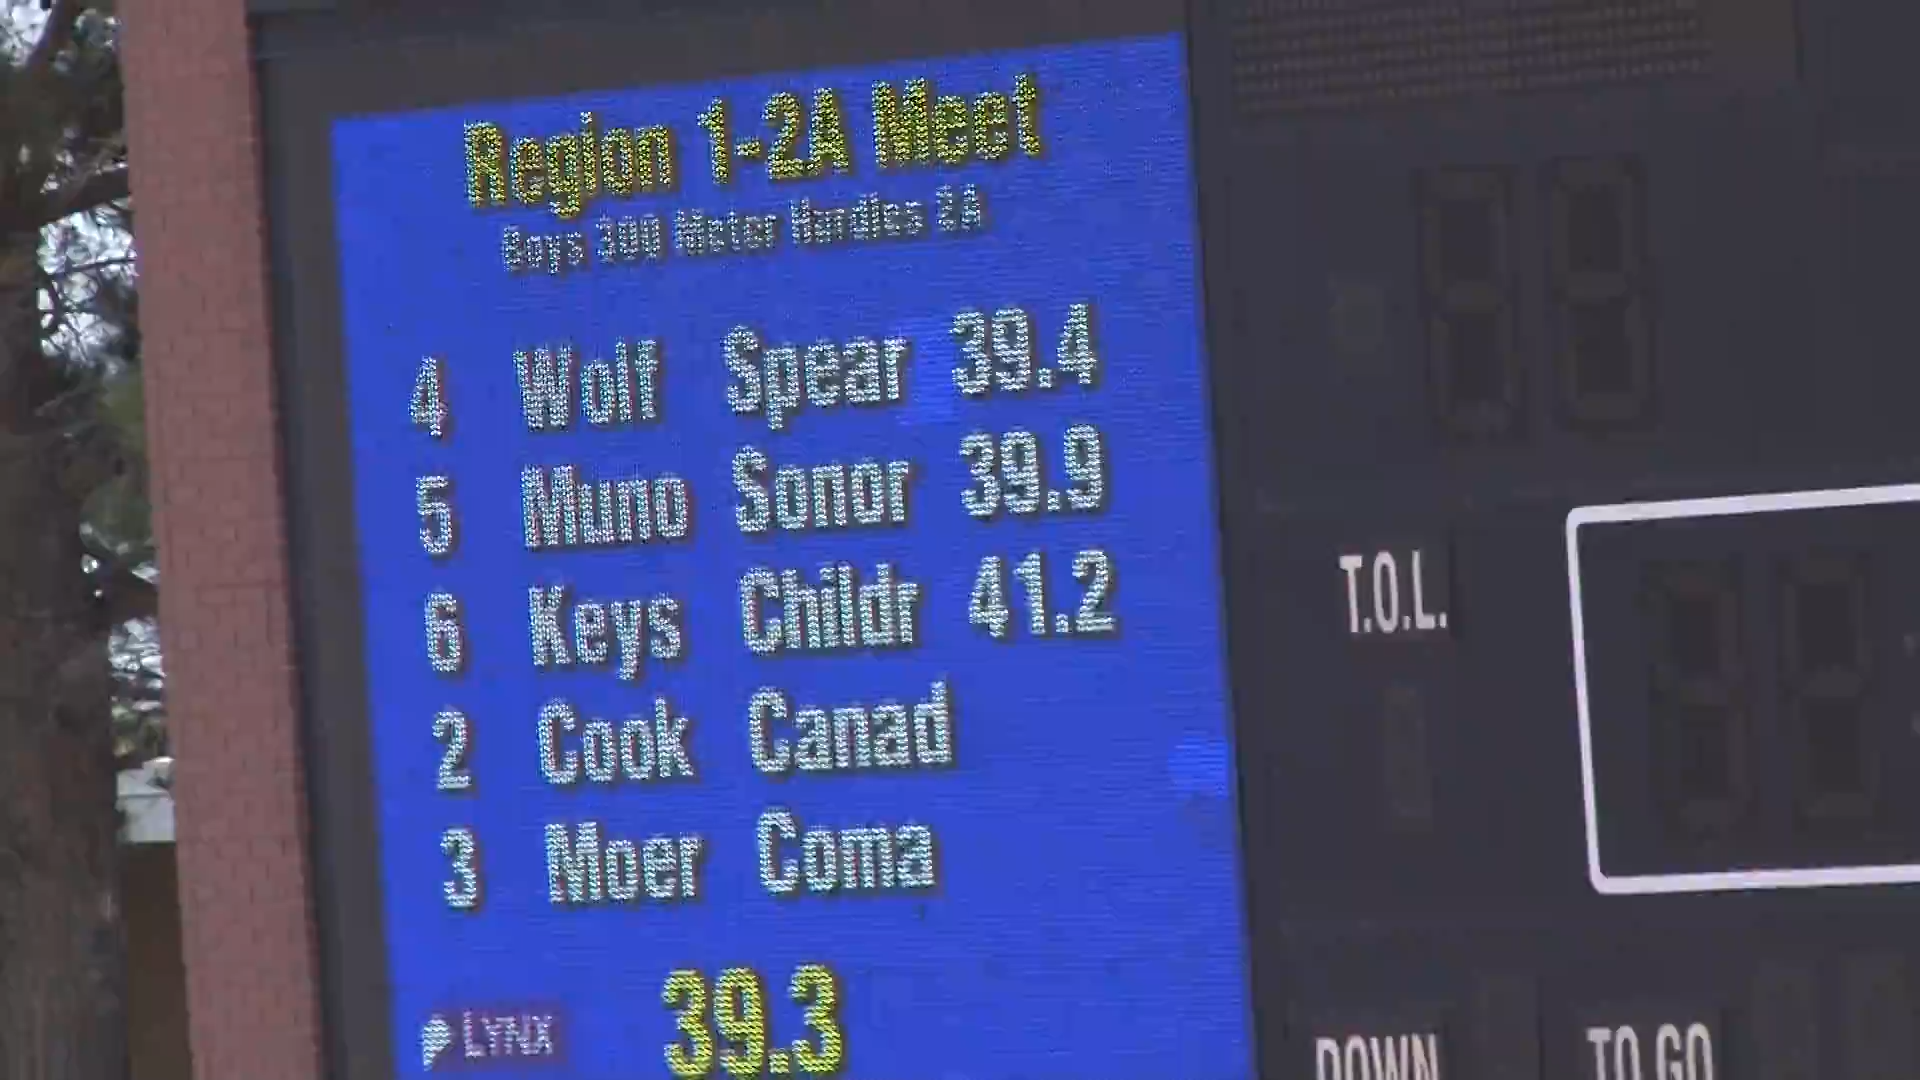 Region 1-2A Meet
Boys 300 Meter Hurdles 2A
4 Wolf Spear 39.4
5 Muno Sonor 39.9
6 Keys Childr 41.2
2 Cook Canad
3 Moer Coma
LYNX 39.3
T.O.L.
DOWN TO GO